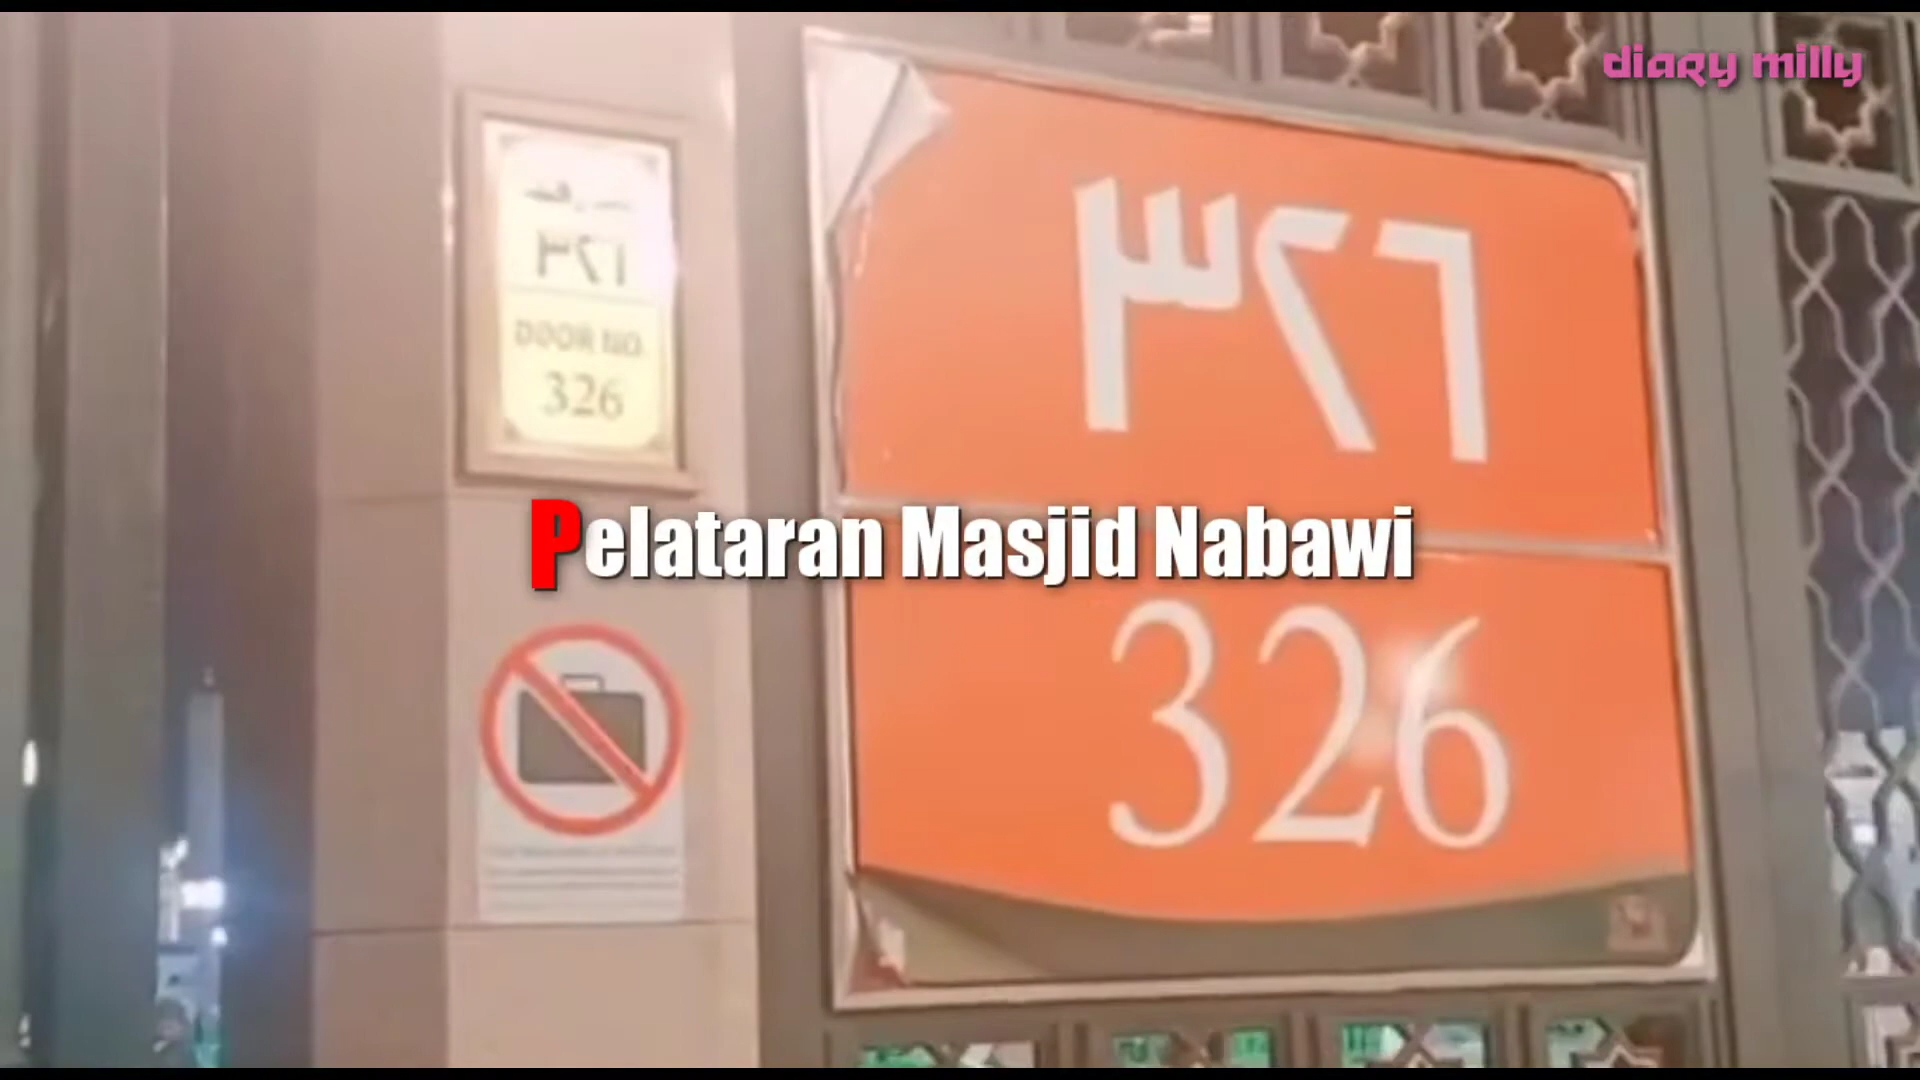 diary milly
٣٢٦
DOOR NO.
326
٣٢٦
Pelataran Masjid Nabawi
326